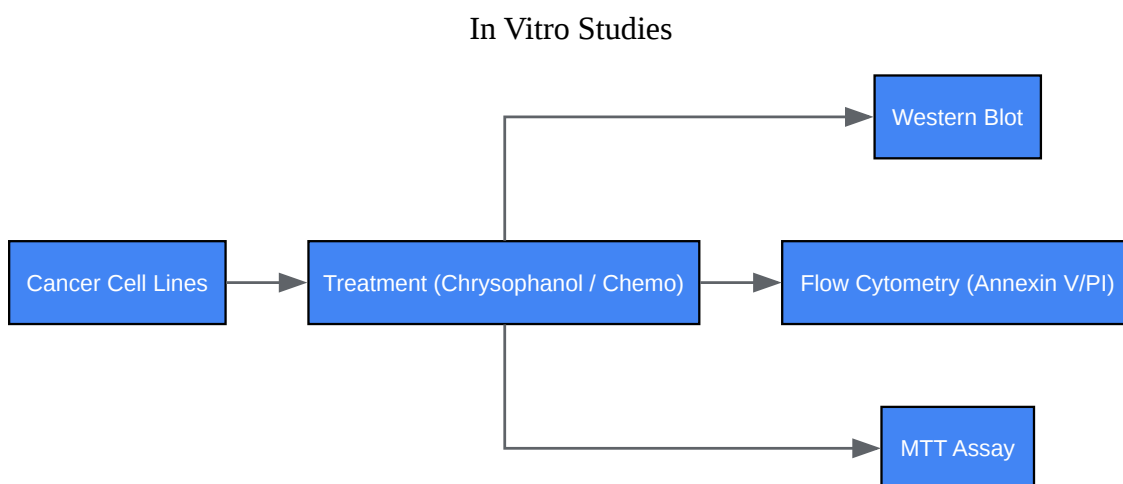 In Vitro Studies
Western Blot
Cancer Cell Lines
Treatment (Chrysophanol / Chemo)
Flow Cytometry (Annexin V/PI)
MTT Assay